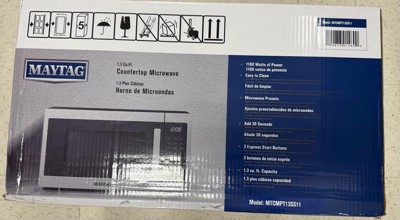 Model: MTCMPT13SS11
5
MAYTAG
1.3 Cu.Ft.
Countertop Microwave
1.3 Pies Cúbicos
Horno de Microondas
1100 Watts of Power
1100 vatios de potencia
Easy to Clean
Fácil de limpiar
Microwave Presets
Ajustes preestablecidos de microondas
Add 30 Seconds
Añade 30 segundos
3 Express Start Buttons
3 botones de inicio exprés
1.3 cu. ft. Capacity
1.3 pies cúbicos capacidad
Model: MTCMPT13SS11